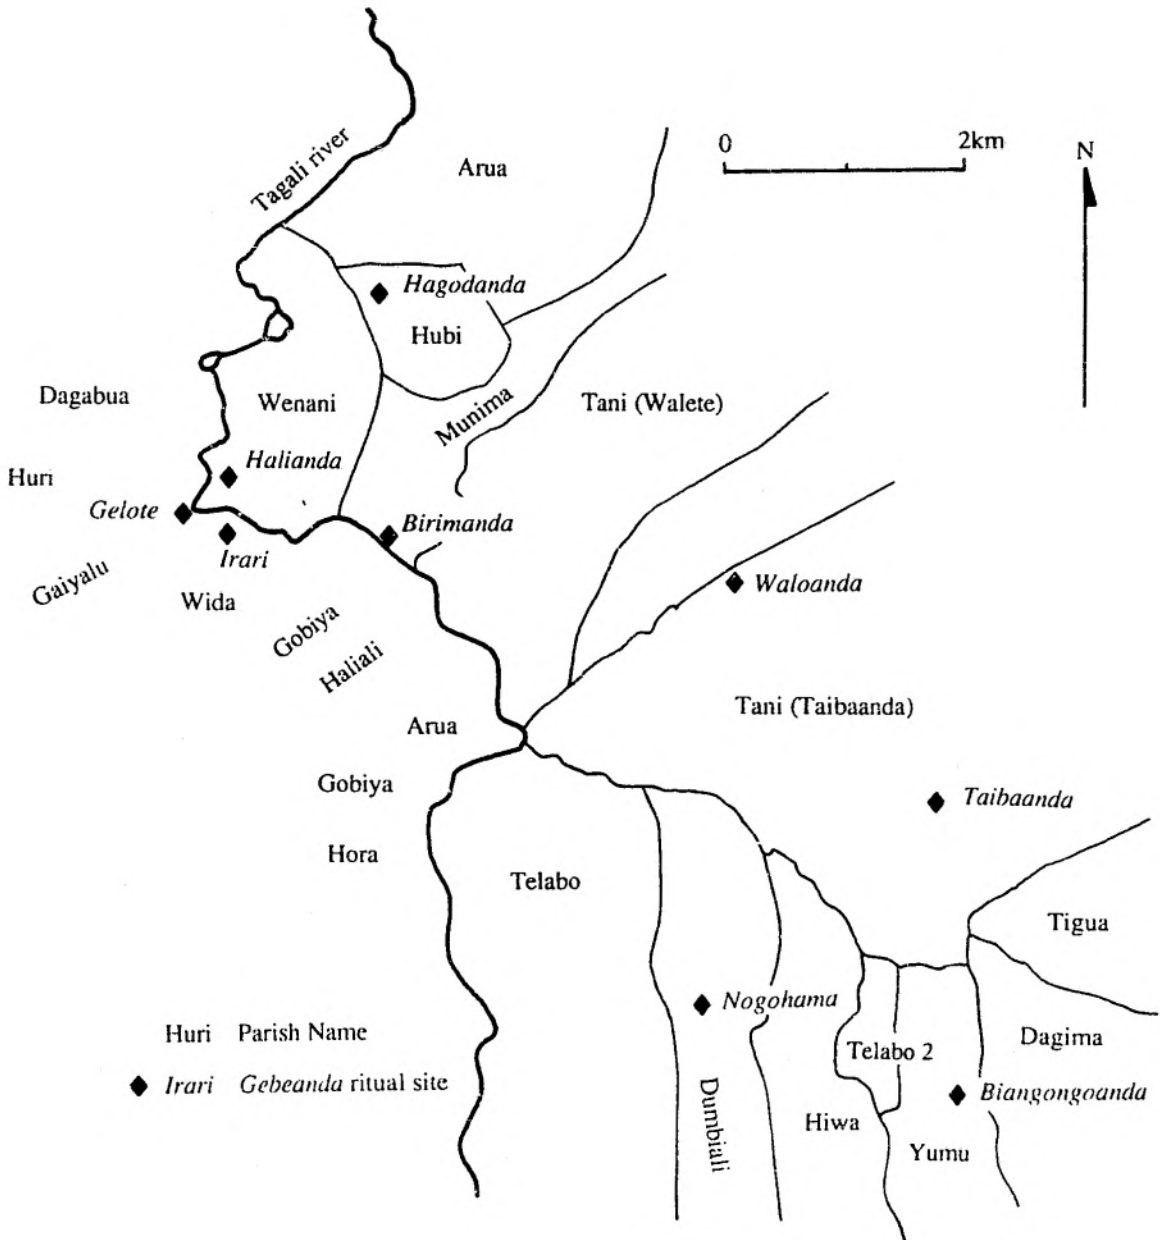 0 2km
N
Tagali river
Arua
Hagodanda
Hubi
Dagabua
Wenani
Munima
Tani (Walete)
Huri
Halianda
Gelote
Birimanda
Irari
Gaiyalu
Wida
Gobiya
Haliali
Waloanda
Arua
Tani (Taibaanda)
Gobiya
Taibaanda
Hora
Telabo
Tigua
Nogohama
Dagima
Telabo 2
Biangongoanda
Dumbiali
Hiwa
Yumu
Huri Parish Name
Irari Gebeanda ritual site